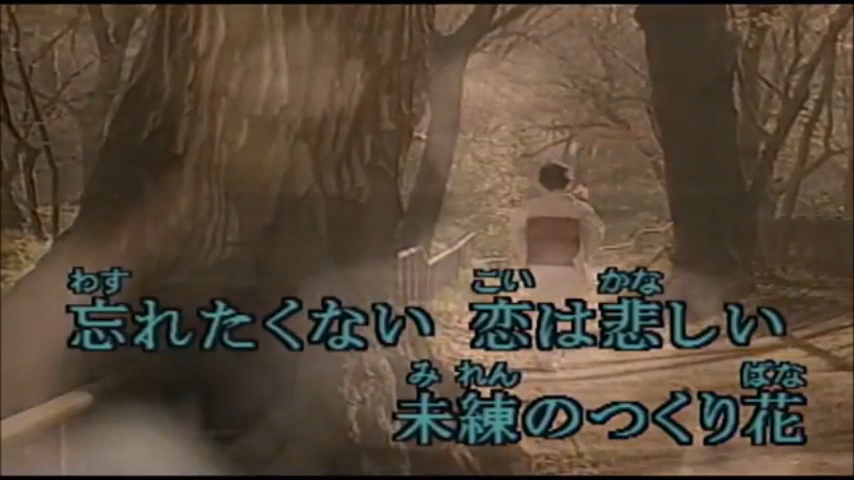 わす ごい かな
忘れたくない 恋は悲しい
み れん ばな
未練のつくり花